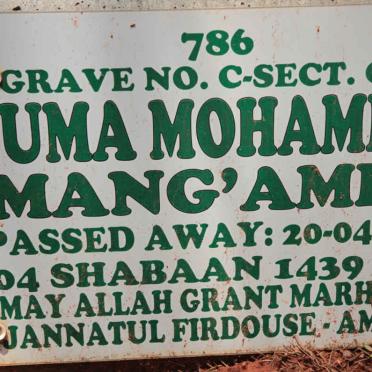 786
GRAVE NO. C-SECT.
UMA MOHAM
MANG'AM
PASSED AWAY: 20-04
04 SHABAAN 1439
MAY ALLAH GRANT MARH
JANNATUL FIRDOUSE - AM